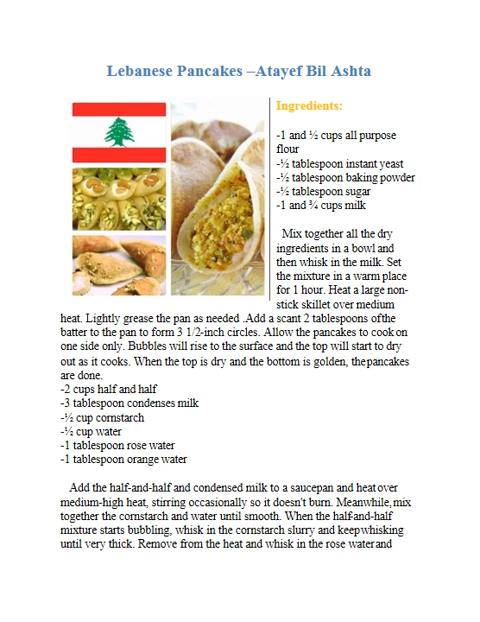 Lebanese Pancakes –Atayef Bil Ashta
Ingredients:
-1 and ½ cups all purpose
flour
-½ tablespoon instant yeast
-½ tablespoon baking powder
-½ tablespoon sugar
-1 and ¾ cups milk
Mix together all the dry
ingredients in a bowl and
then whisk in the milk. Set
the mixture in a warm place
for 1 hour. Heat a large non-
stick skillet over medium
heat. Lightly grease the pan as needed .Add a scant 2 tablespoons ofthe
batter to the pan to form 3 1/2-inch circles. Allow the pancakes to cook on
one side only. Bubbles will rise to the surface and the top will start to dry
out as it cooks. When the top is dry and the bottom is golden, thepancakes
are done.
-2 cups half and half
-3 tablespoon condenses milk
-½ cup cornstarch
-½ cup water
-1 tablespoon rose water
-1 tablespoon orange water
Add the half-and-half and condensed milk to a saucepan and heat over
medium-high heat, stirring occasionally so it doesn't burn. Meanwhile, mix
together the cornstarch and water until smooth. When the half-and-half
mixture starts bubbling, whisk in the cornstarch slurry and keep whisking
until very thick. Remove from the heat and whisk in the rose water and